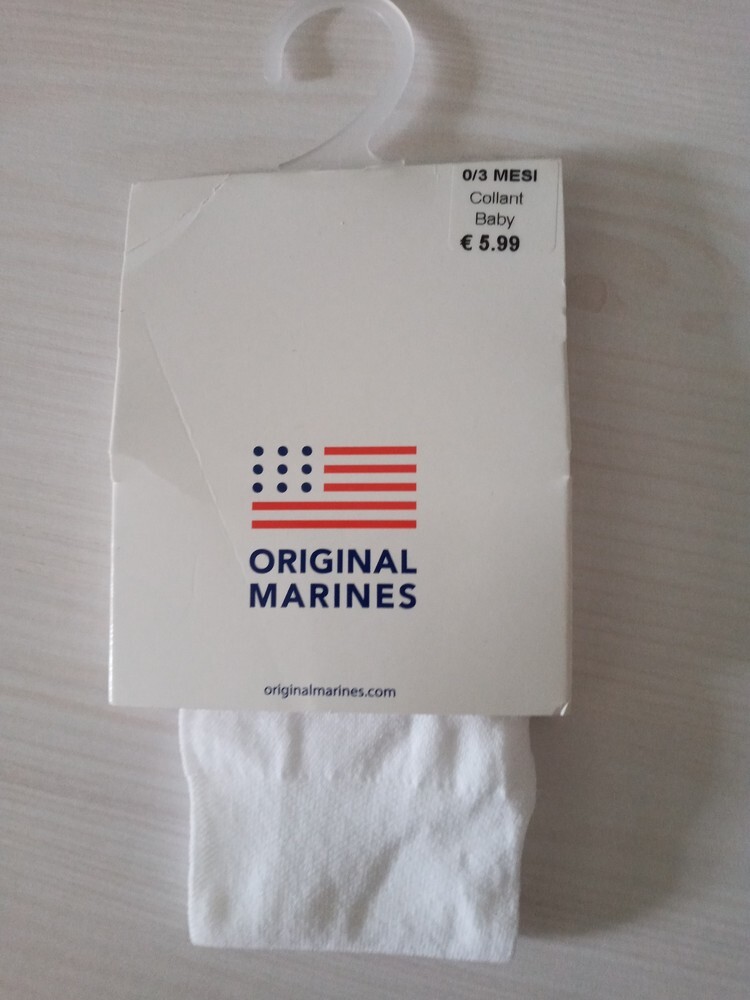 0/3 MESI
Collant
Baby
€ 5.99
ORIGINAL
MARINES
originalmarines.com